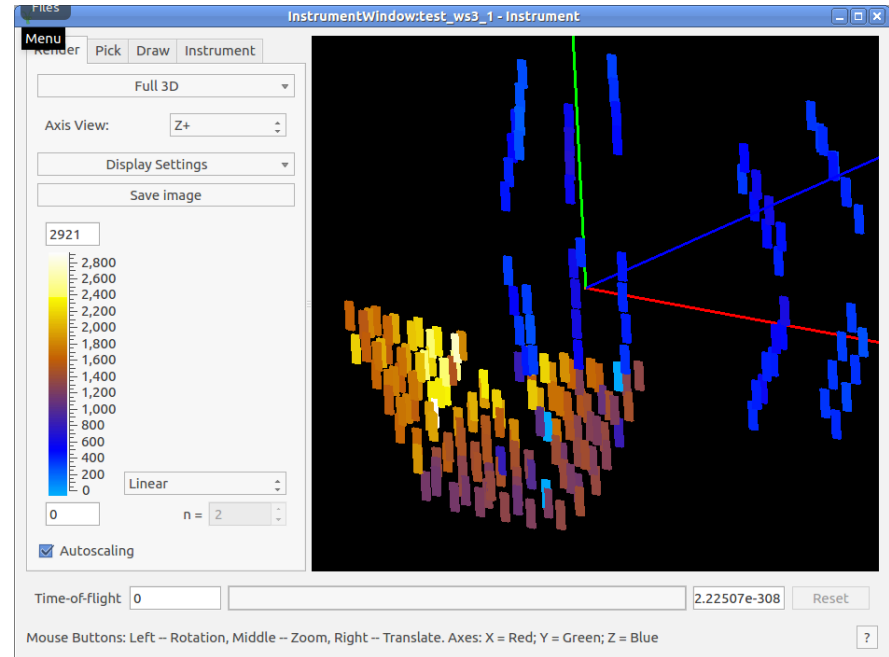 Files
InstrumentWindow:test_ws3_1 - Instrument
Menu
Render Pick Draw Instrument
Full 3D
Axis View: Z+
Display Settings
Save image
2921
2,800
2,600
2,400
2,200
2,000
1,800
1,600
1,400
1,200
1,000
800
600
400
200
0
Linear
0 n = 2
Autoscaling
Time-of-flight 0 2.22507e-308 Reset
Mouse Buttons: Left -- Rotation, Middle -- Zoom, Right -- Translate. Axes: X = Red; Y = Green; Z = Blue ?